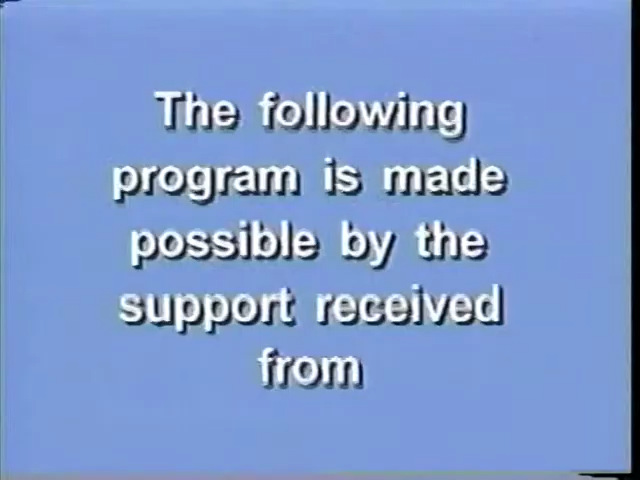 The following
program is made
possible by the
support received
from